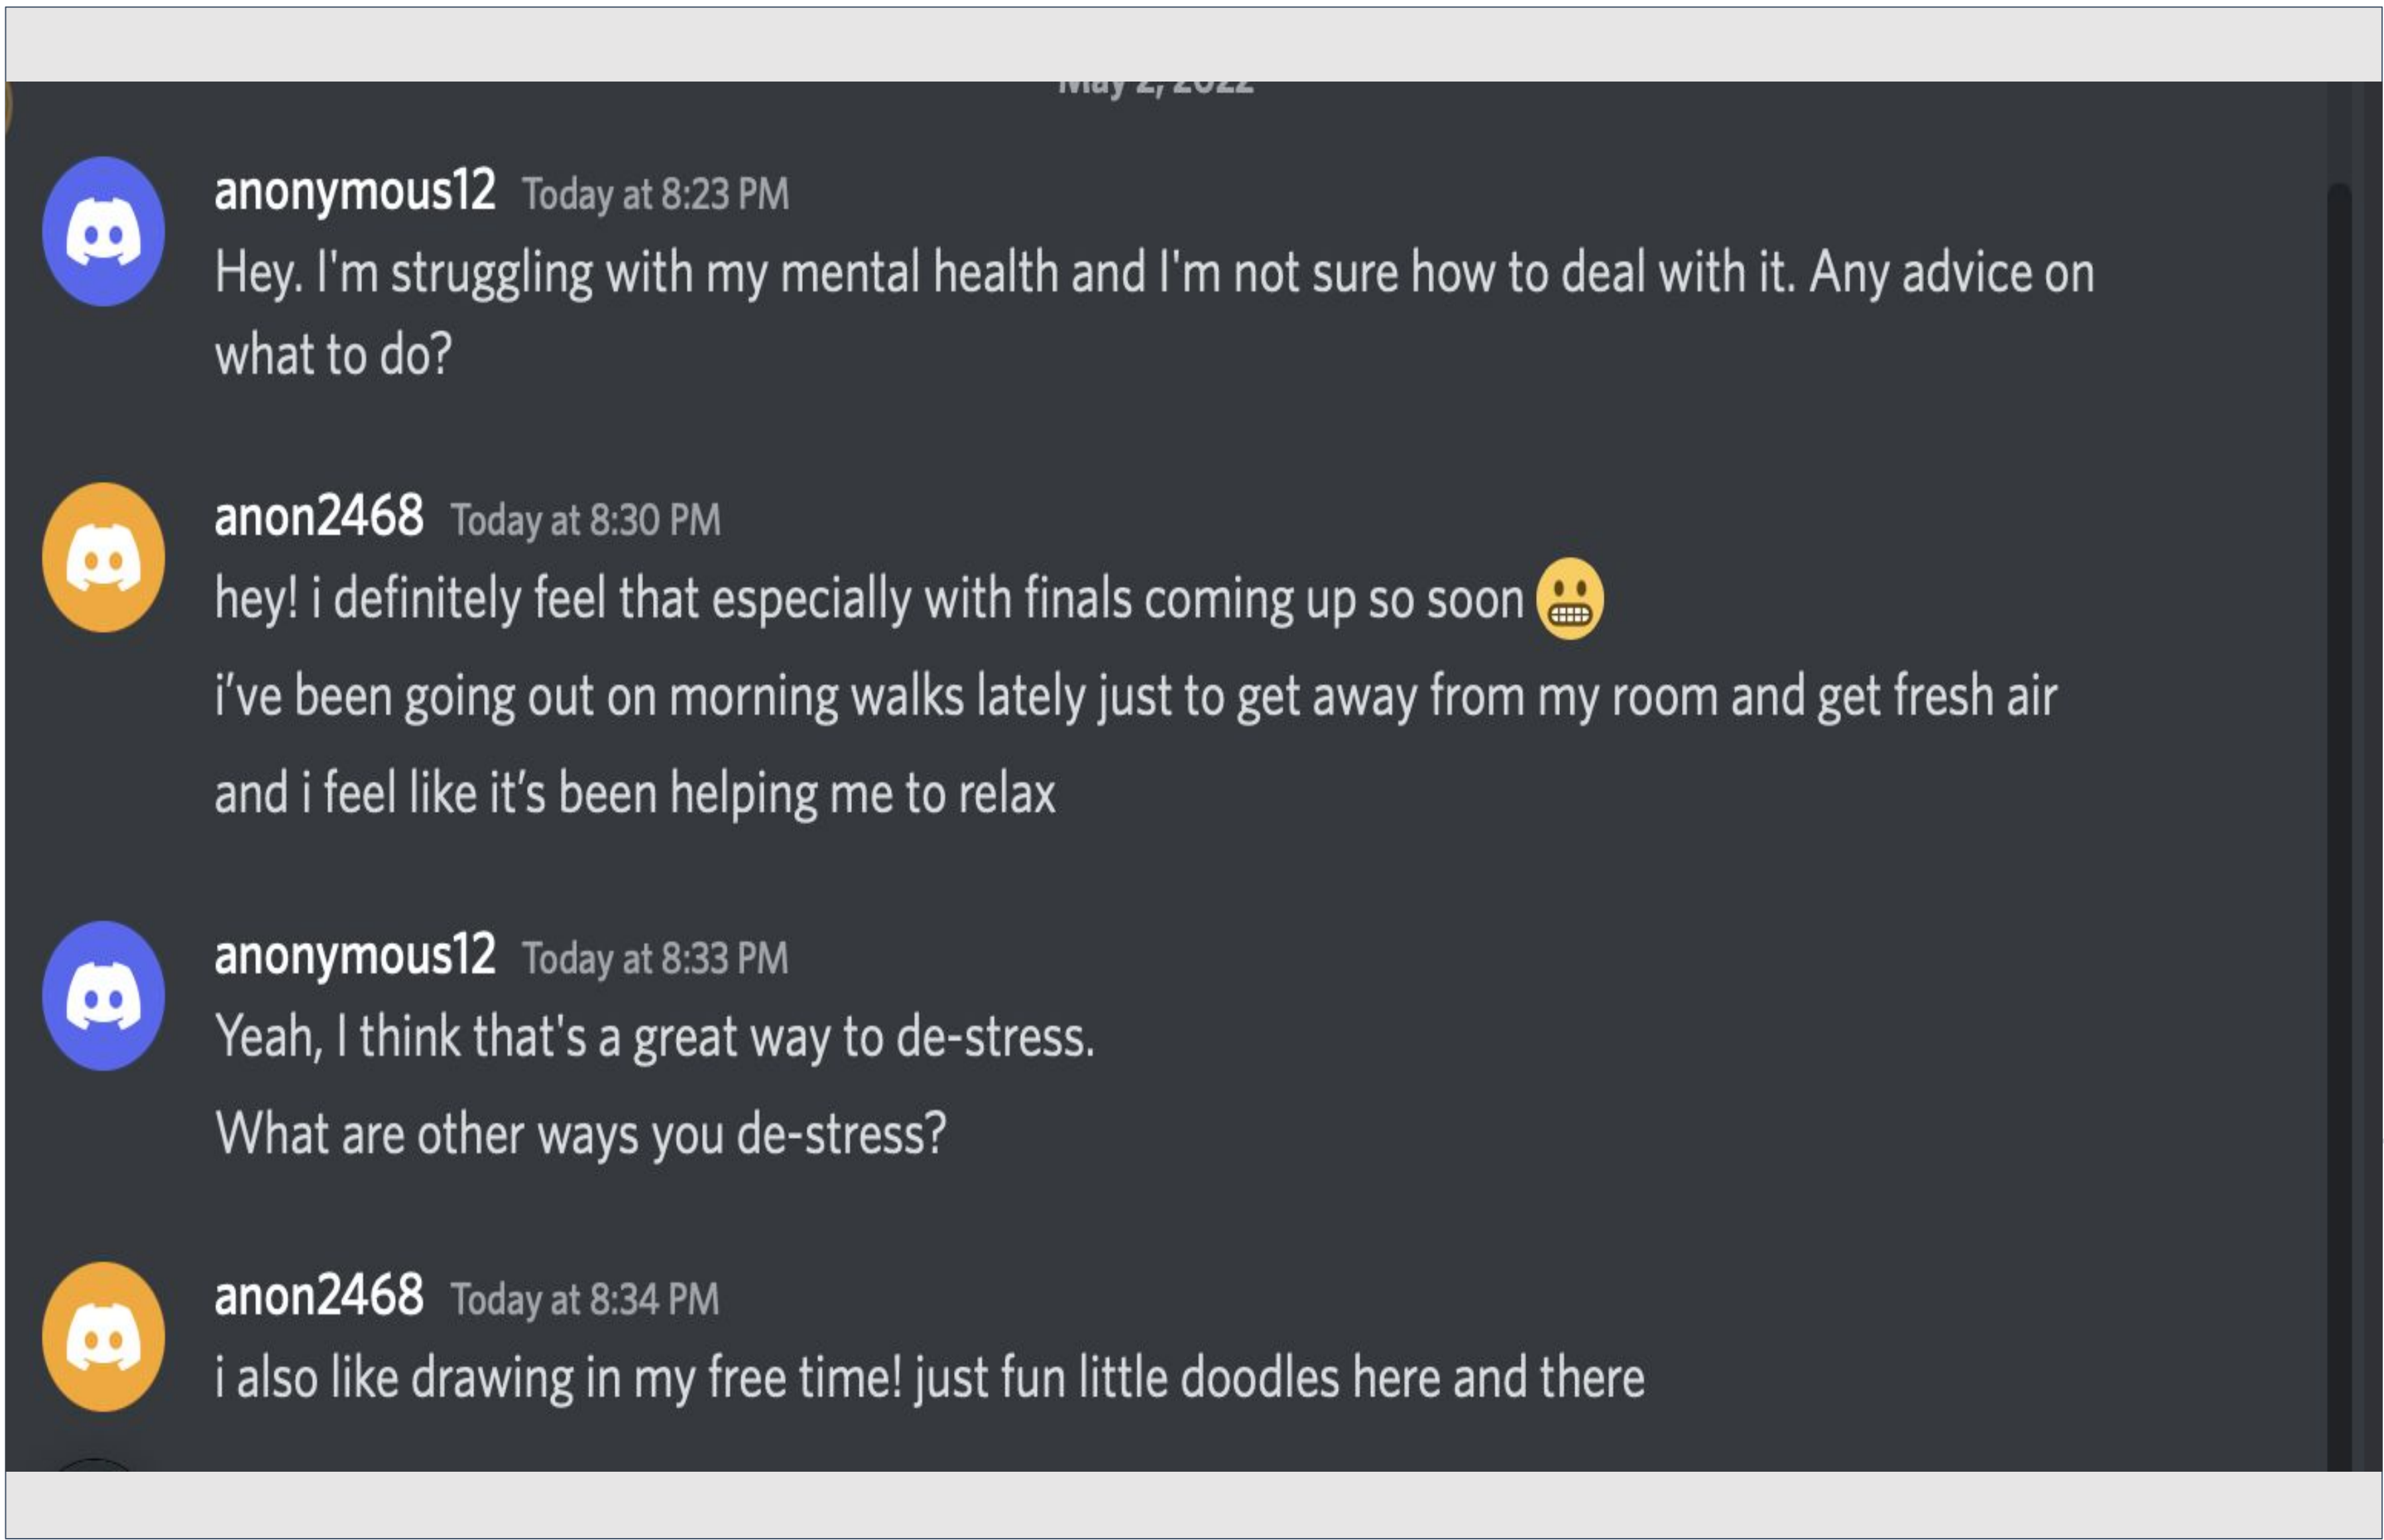 May 2, 2022
anonymous12 Today at 8:23 PM
Hey. I'm struggling with my mental health and I'm not sure how to deal with it. Any advice on
what to do?
anon2468 Today at 8:30 PM
hey! i definitely feel that especially with finals coming up so soon 😬
i've been going out on morning walks lately just to get away from my room and get fresh air
and i feel like it's been helping me to relax
anonymous12 Today at 8:33 PM
Yeah, I think that's a great way to de-stress.
What are other ways you de-stress?
anon2468 Today at 8:34 PM
i also like drawing in my free time! just fun little doodles here and there